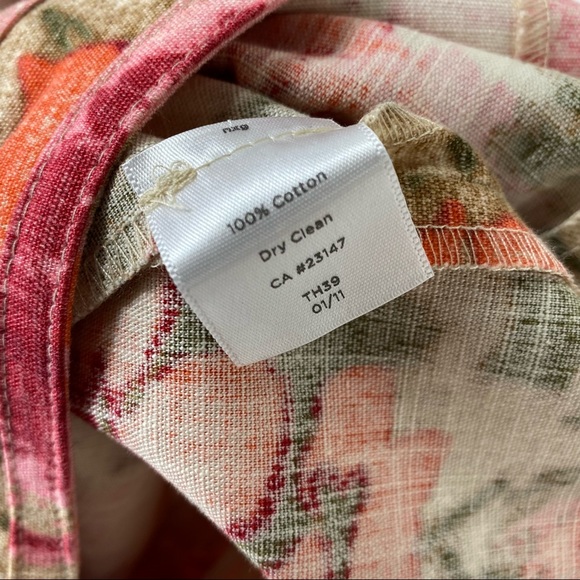 100% Cotton
Dry Clean
CA #23147
TH39
01/11